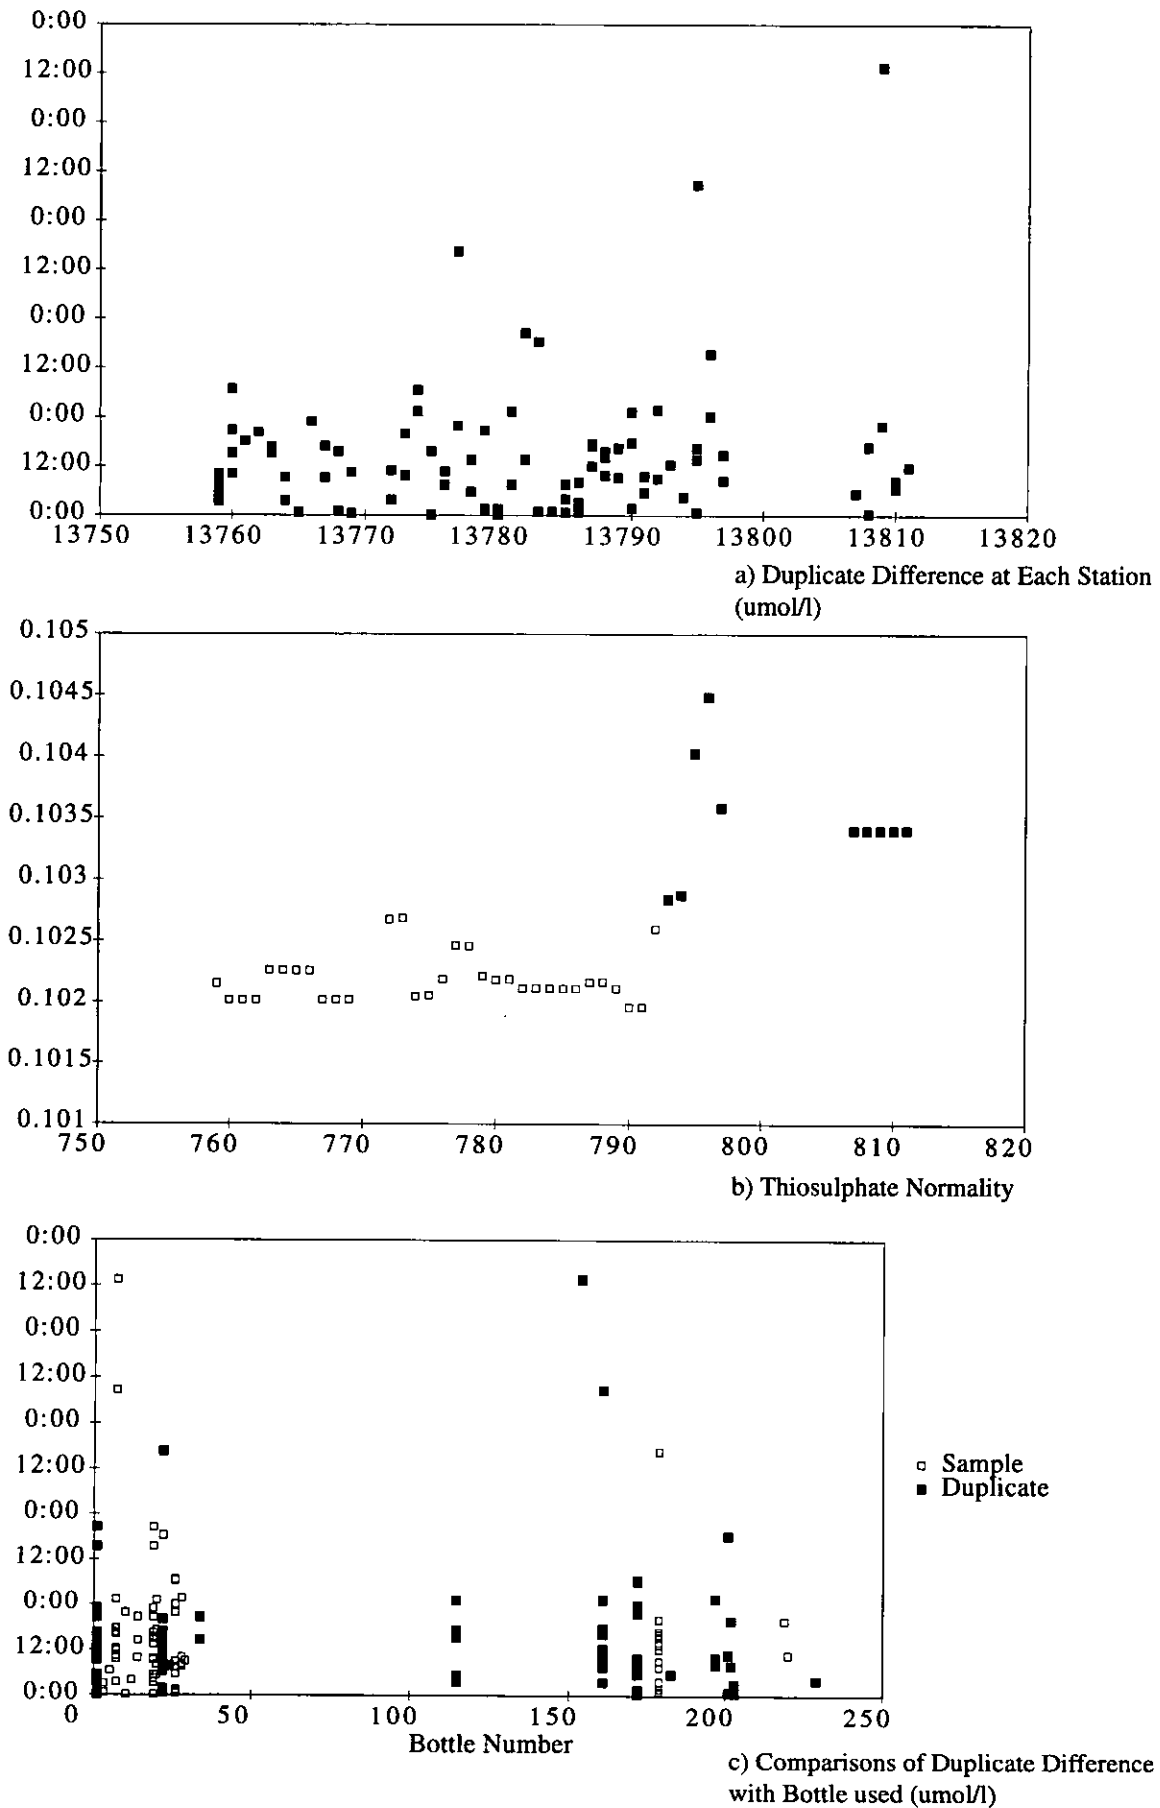 0:00
12:00
0:00
12:00
0:00
12:00
0:00
12:00
0:00
12:00
0:00
13750 13760 13770 13780 13790 13800 13810 13820
a) Duplicate Difference at Each Station
(umol/l)
0.105
0.1045
0.104
0.1035
0.103
0.1025
0.102
0.1015
0.101
750 760 770 780 790 800 810 820
b) Thiosulphate Normality
0:00
12:00
0:00
12:00
0:00
12:00
0:00
12:00
0:00
12:00
0:00
Sample
Duplicate
0 50 100 150 200 250
Bottle Number
c) Comparisons of Duplicate Difference
with Bottle used (umol/l)